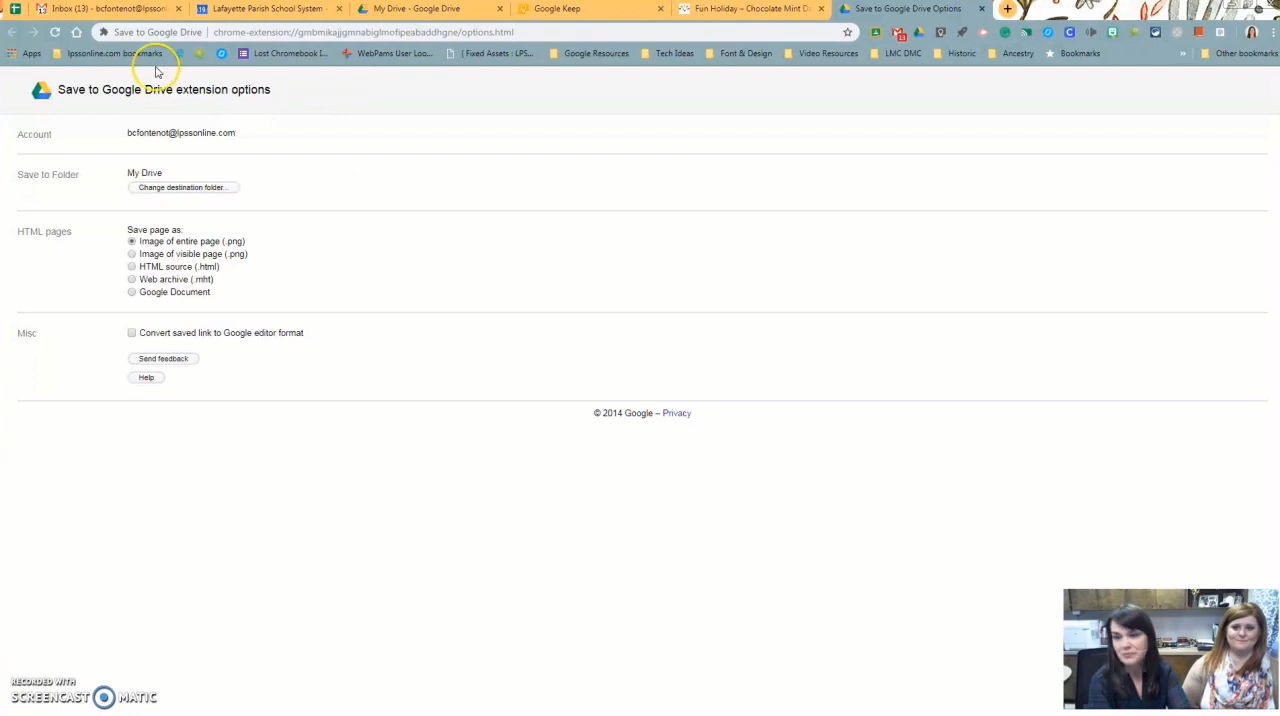 Inbox (13) - bcfontenot@lpsson
Lafayette Parish School System -
My Drive - Google Drive
Google Keep
Fun Holiday – Chocolate Mint Da
Save to Google Drive Options
Save to Google Drive | chrome-extension://gmbmikajjgmnabiglmofipeabaddhgne/options.html
Apps
lpssonline.com bookmarks
Lost Chromebook I...
WebPams User Loo...
[ Fixed Assets : LPS...
Google Resources
Tech Ideas
Font & Design
Video Resources
LMC DMC
Historic
Ancestry
Bookmarks
»
Other bookmarks
Save to Google Drive extension options
Account
bcfontenot@lpssonline.com
Save to Folder
My Drive
Change destination folder...
HTML pages
Save page as:
Image of entire page (.png)
Image of visible page (.png)
HTML source (.html)
Web archive (.mht)
Google Document
Misc
Convert saved link to Google editor format
Send feedback
Help
© 2014 Google – Privacy
RECORDED WITH
SCREENCAST MATIC